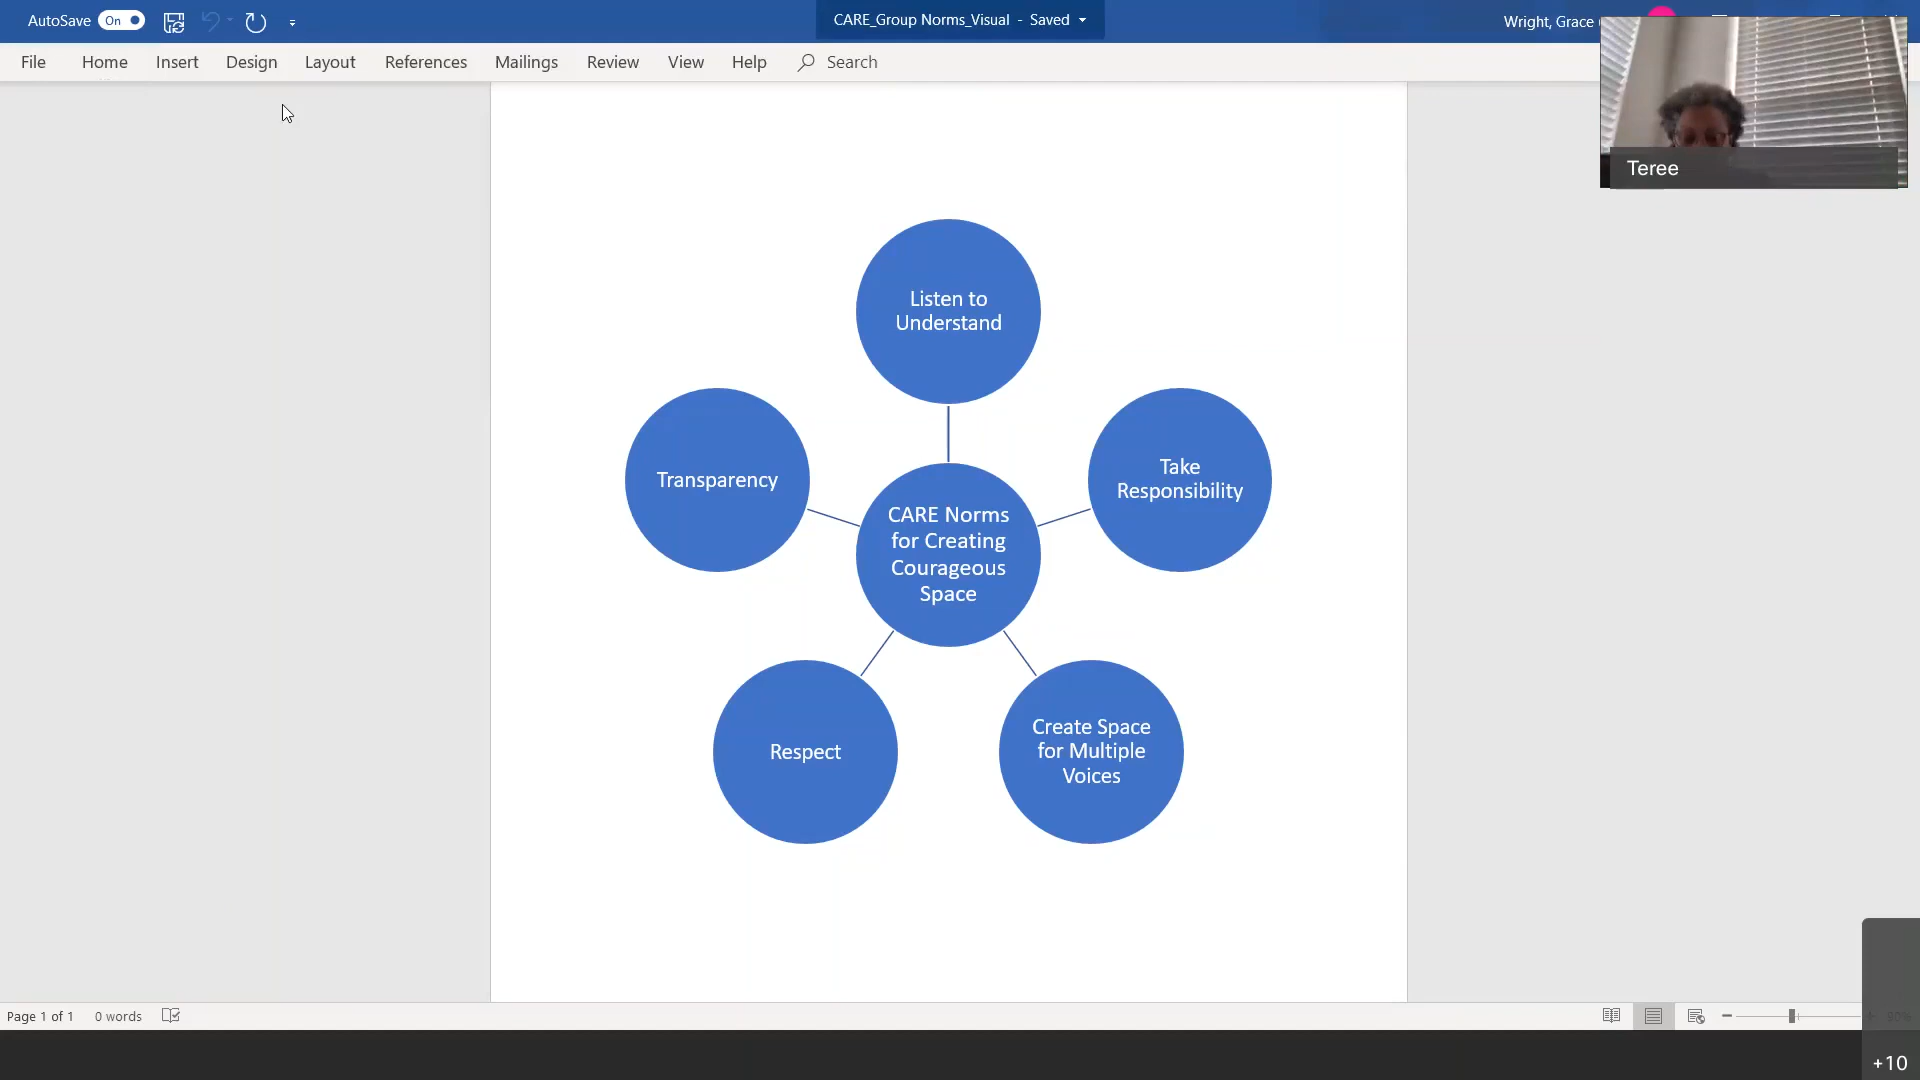 AutoSave On
CARE_Group Norms_Visual - Saved
Wright, Grace
File Home Insert Design Layout References Mailings Review View Help Search
Teree
Listen to
Understand
Transparency
Take
Responsibility
CARE Norms
for Creating
Courageous
Space
Respect
Create Space
for Multiple
Voices
Page 1 of 1 0 words
+10